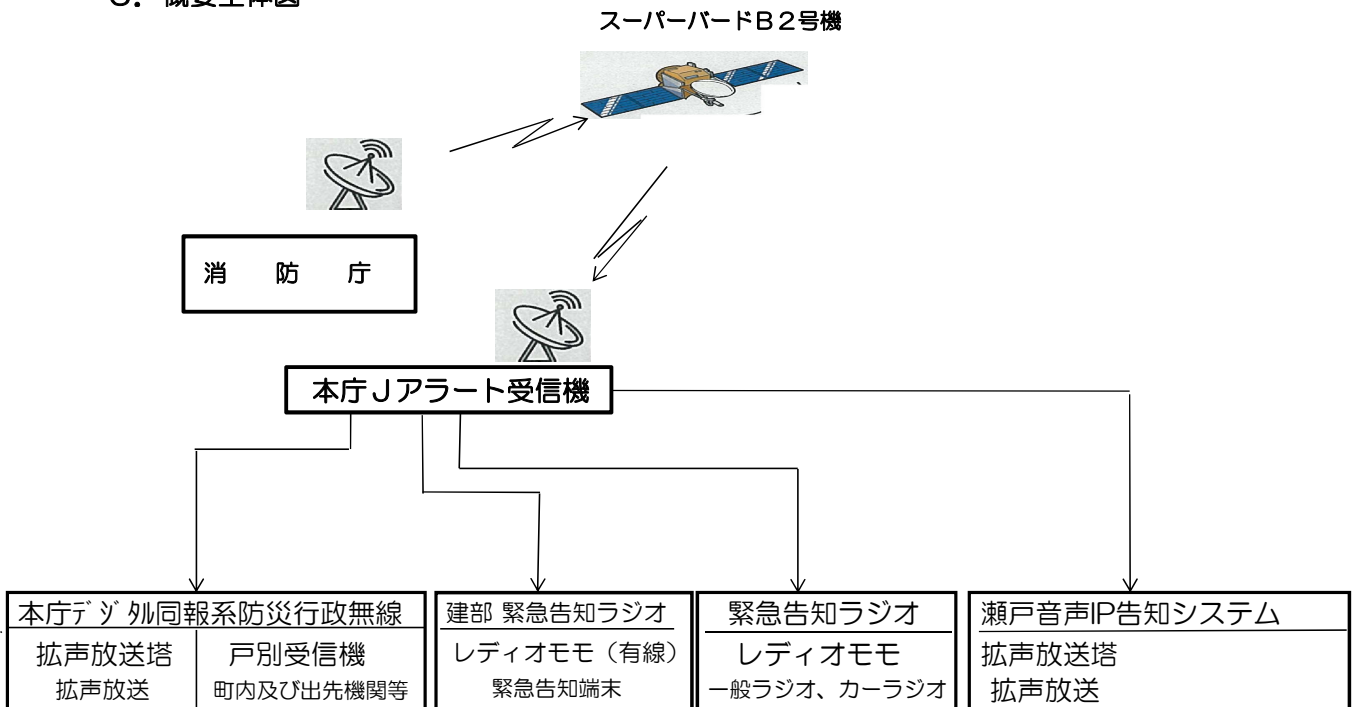 スーパーバードＢ２号機
消　防　庁
本庁Ｊアラート受信機
本庁ﾃﾞｼﾞﾀﾙ同報系防災行政無線
拡声放送塔
拡声放送
戸別受信機
町内及び出先機関等
建部 緊急告知ラジオ
レディオモモ（有線）
緊急告知端末
緊急告知ラジオ
レディオモモ
一般ラジオ、カーラジオ
瀬戸音声IP告知システム
拡声放送塔
拡声放送